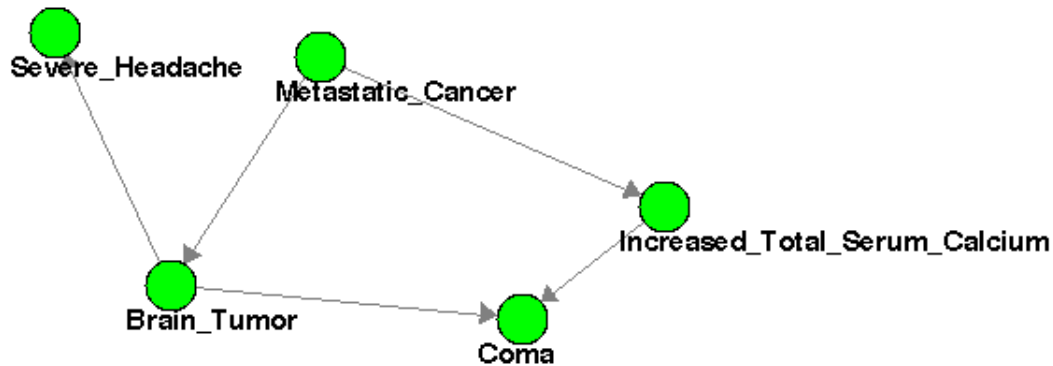 Severe_Headache
Metastatic_Cancer
Increased_Total_Serum_Calcium
Brain_Tumor
Coma